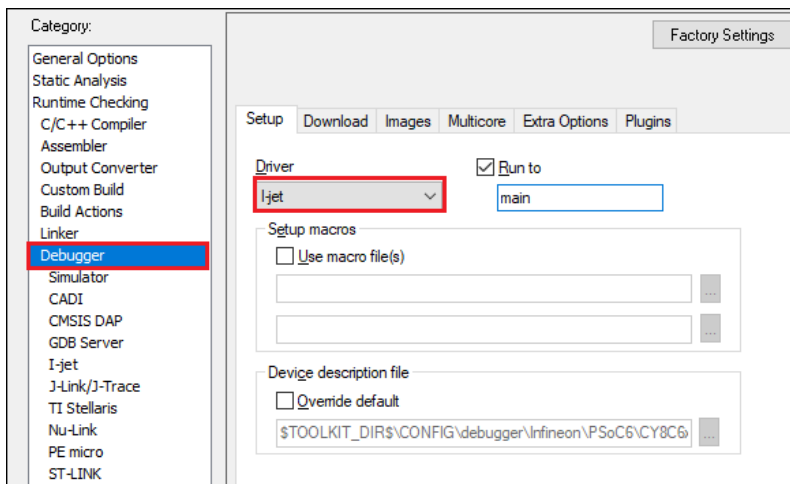 Category:
General Options
Static Analysis
Runtime Checking
C/C++ Compiler
Assembler
Output Converter
Custom Build
Build Actions
Linker
Debugger
Simulator
CADI
CMSIS DAP
GDB Server
I-jet
J-Link/J-Trace
TI Stellaris
Nu-Link
PE micro
ST-LINK
Factory Settings
Setup Download Images Multicore Extra Options Plugins
Driver
I-jet
Run to
main
Setup macros
Use macro file(s)
...
...
Device description file
Override default
$TOOLKIT_DIR$\CONFIG\debugger\Infineon\PSoC6\CY8C6
...